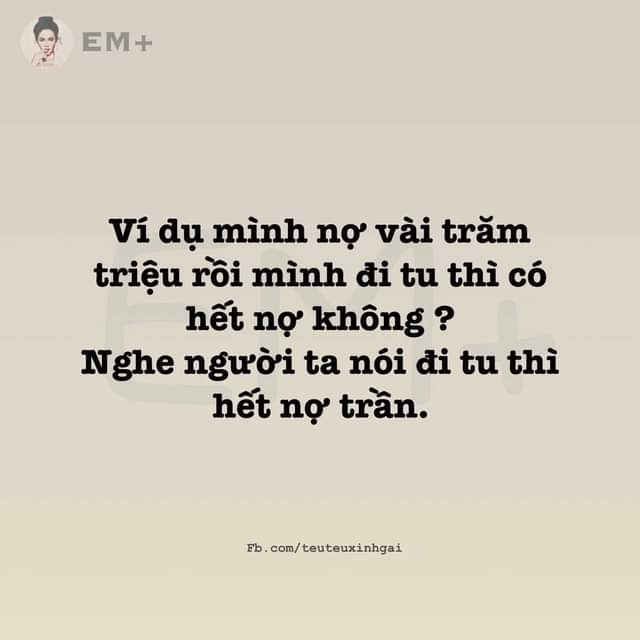 EM+
Ví dụ mình nợ vài trăm
triệu rồi mình đi tu thì có
hết nợ không ?
Nghe người ta nói đi tu thì
hết nợ trần.
EM+
Fb.com/teuteuxinhgai